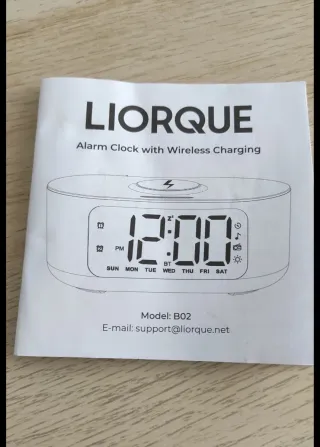 LIORQUE
Alarm Clock with Wireless Charging
PM 12:00
BT
SUN MON TUE WED THU FRI SAT
Model: B02
E-mail: support@liorque.net